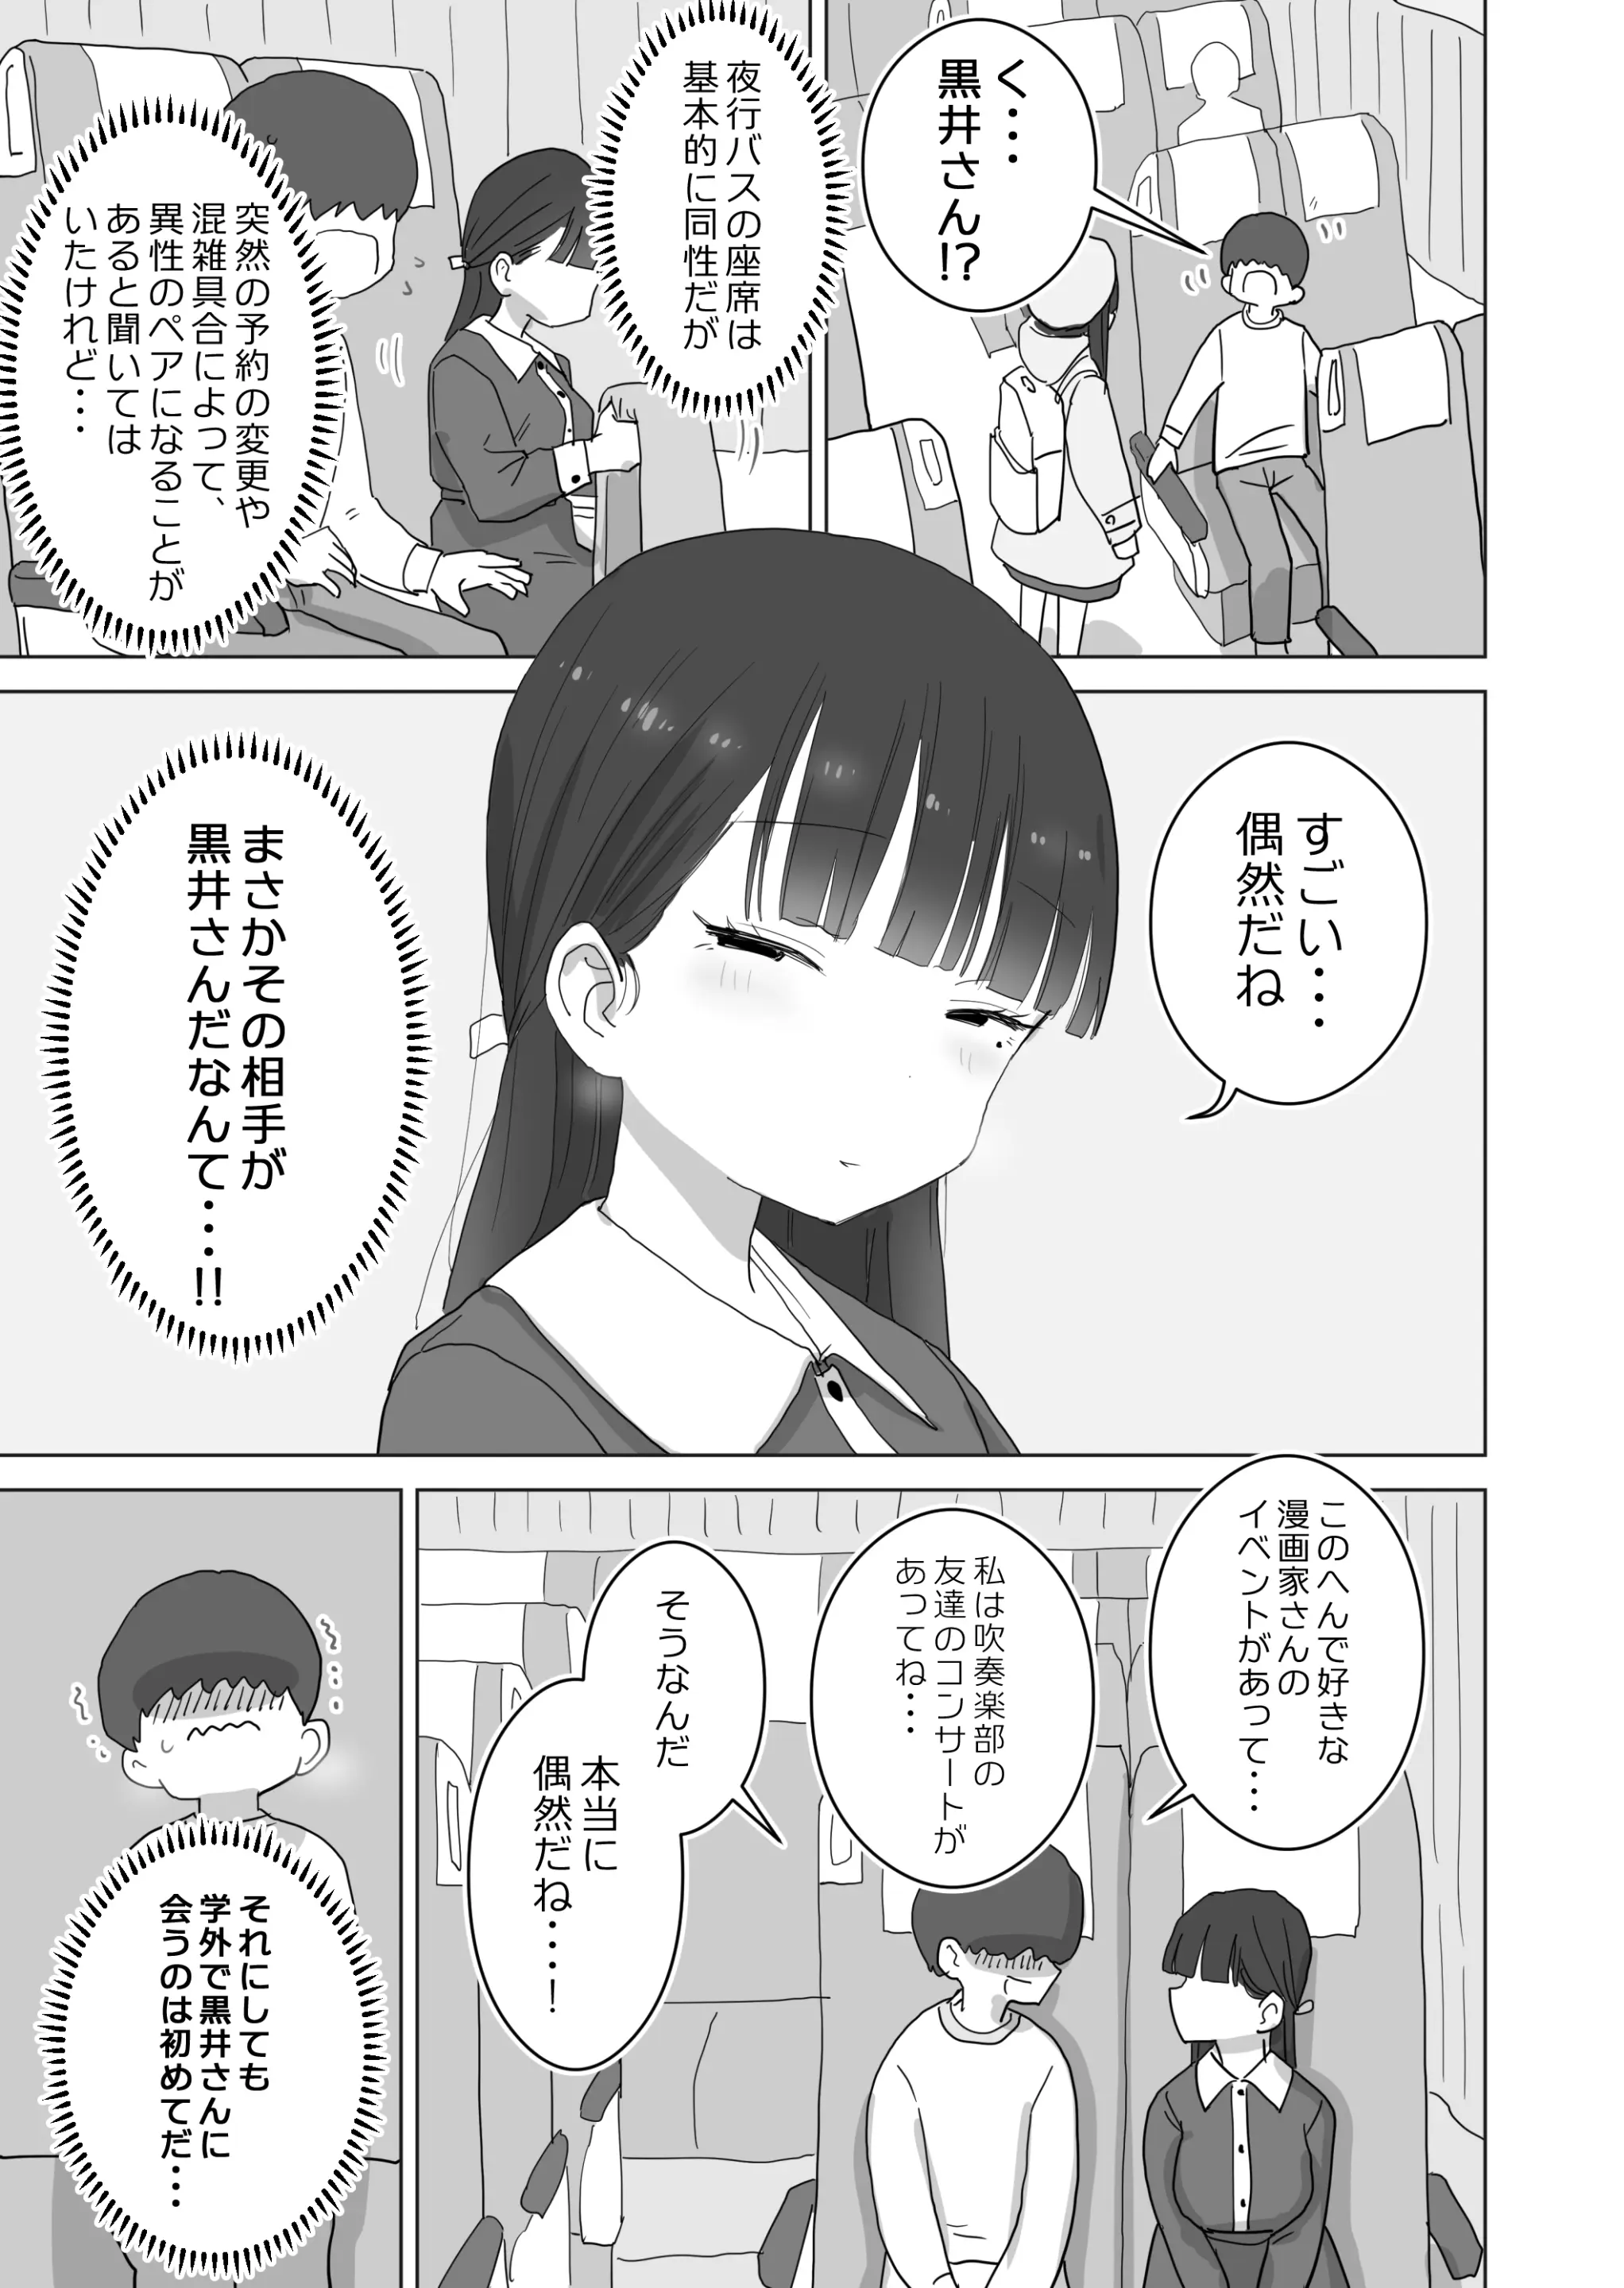 く・・・
黒井さん!?
夜行バスの座席は
基本的に同性だが
突然の予約の変更や
混雑具合によって、
異性のペアになることが
あると聞いてては
いたけれど・・・
すごい・・・
偶然だね
まさかその相手が
黒井さんだなんて・・・!!
このへんで好きな
漫画家さんの
イベントがあって・・・
私は吹奏楽部の
友達のコンサートが
あってね・・・
そうなんだ
本当に
偶然だね・・・!
それにしても
学外で黒井さんに
会うのは初めてだ・・・